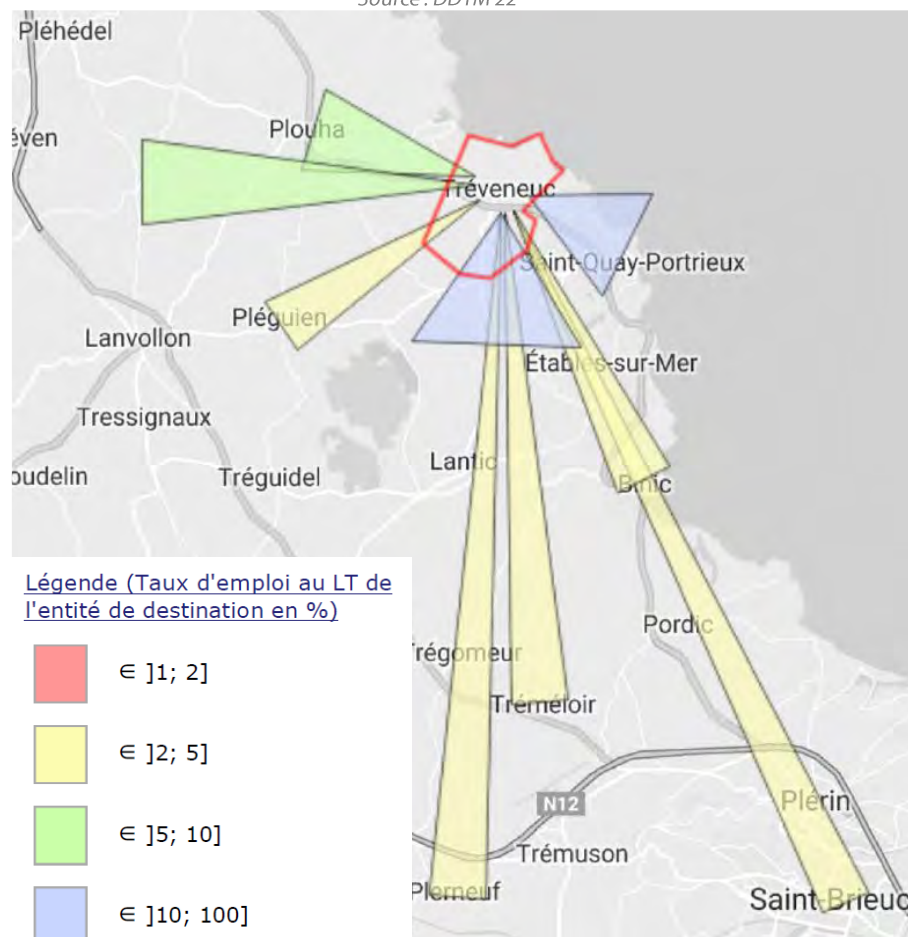 Source : DDTM 22
Pléhédel
éven
Plouha
Tréveneuc
Saint-Quay-Portrieux
Pléguien
Lanvollon
Étables-sur-Mer
Tressignaux
Lantic
oudelin
Tréguidel
Binic
Légende (Taux d'emploi au LT de
l'entité de destination en %)
Pordic
∈ ]1; 2]
Trégomeur
Tréméloir
∈ ]2; 5]
N12
Plérin
∈ ]5; 10]
Trémuson
Plerneuf
Saint-Brieuc
∈ ]10; 100]